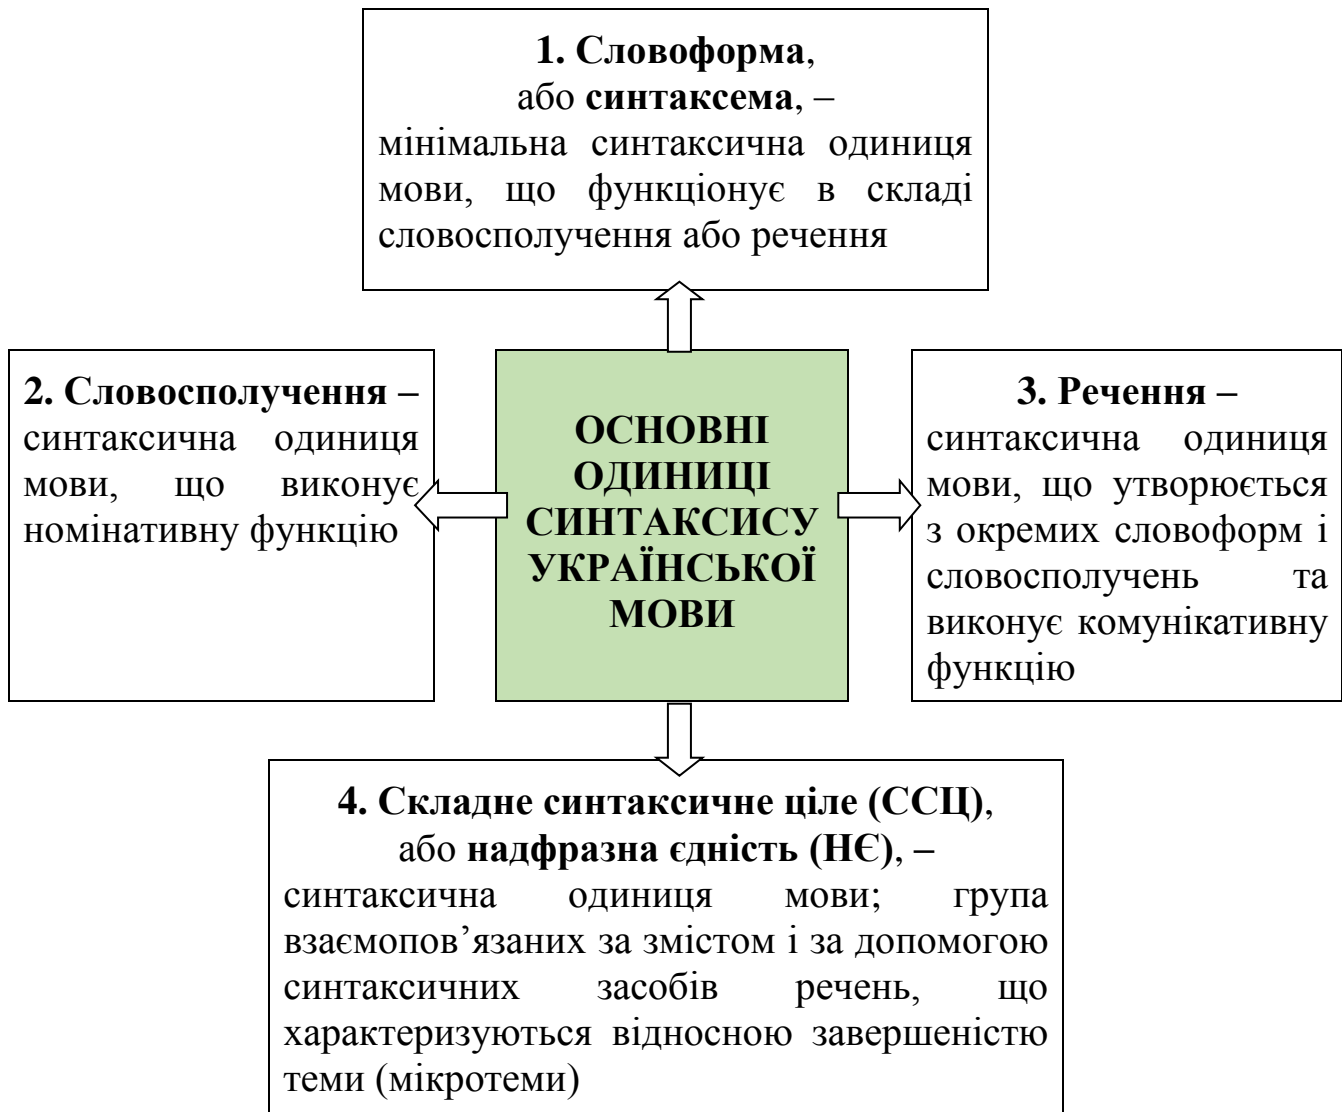 1. Словоформа,
або синтаксема, –
мінімальна синтаксична одиниця
мови, що функціонує в складі
словосполучення або речення
2. Словосполучення –
синтаксична одиниця
мови, що виконує
номінативну функцію
ОСНОВНІ
ОДИНИЦІ
СИНТАКСИСУ
УКРАЇНСЬКОЇ
МОВИ
3. Речення –
синтаксична одиниця
мови, що утворюється
з окремих словоформ і
словосполучень та
виконує комунікативну
функцію
4. Складне синтаксичне ціле (ССЦ),
або надфразна єдність (НЄ), –
синтаксична одиниця мови; група
взаємопов’язаних за змістом і за допомогою
синтаксичних засобів речень, що
характеризуються відносною завершеністю
теми (мікротеми)